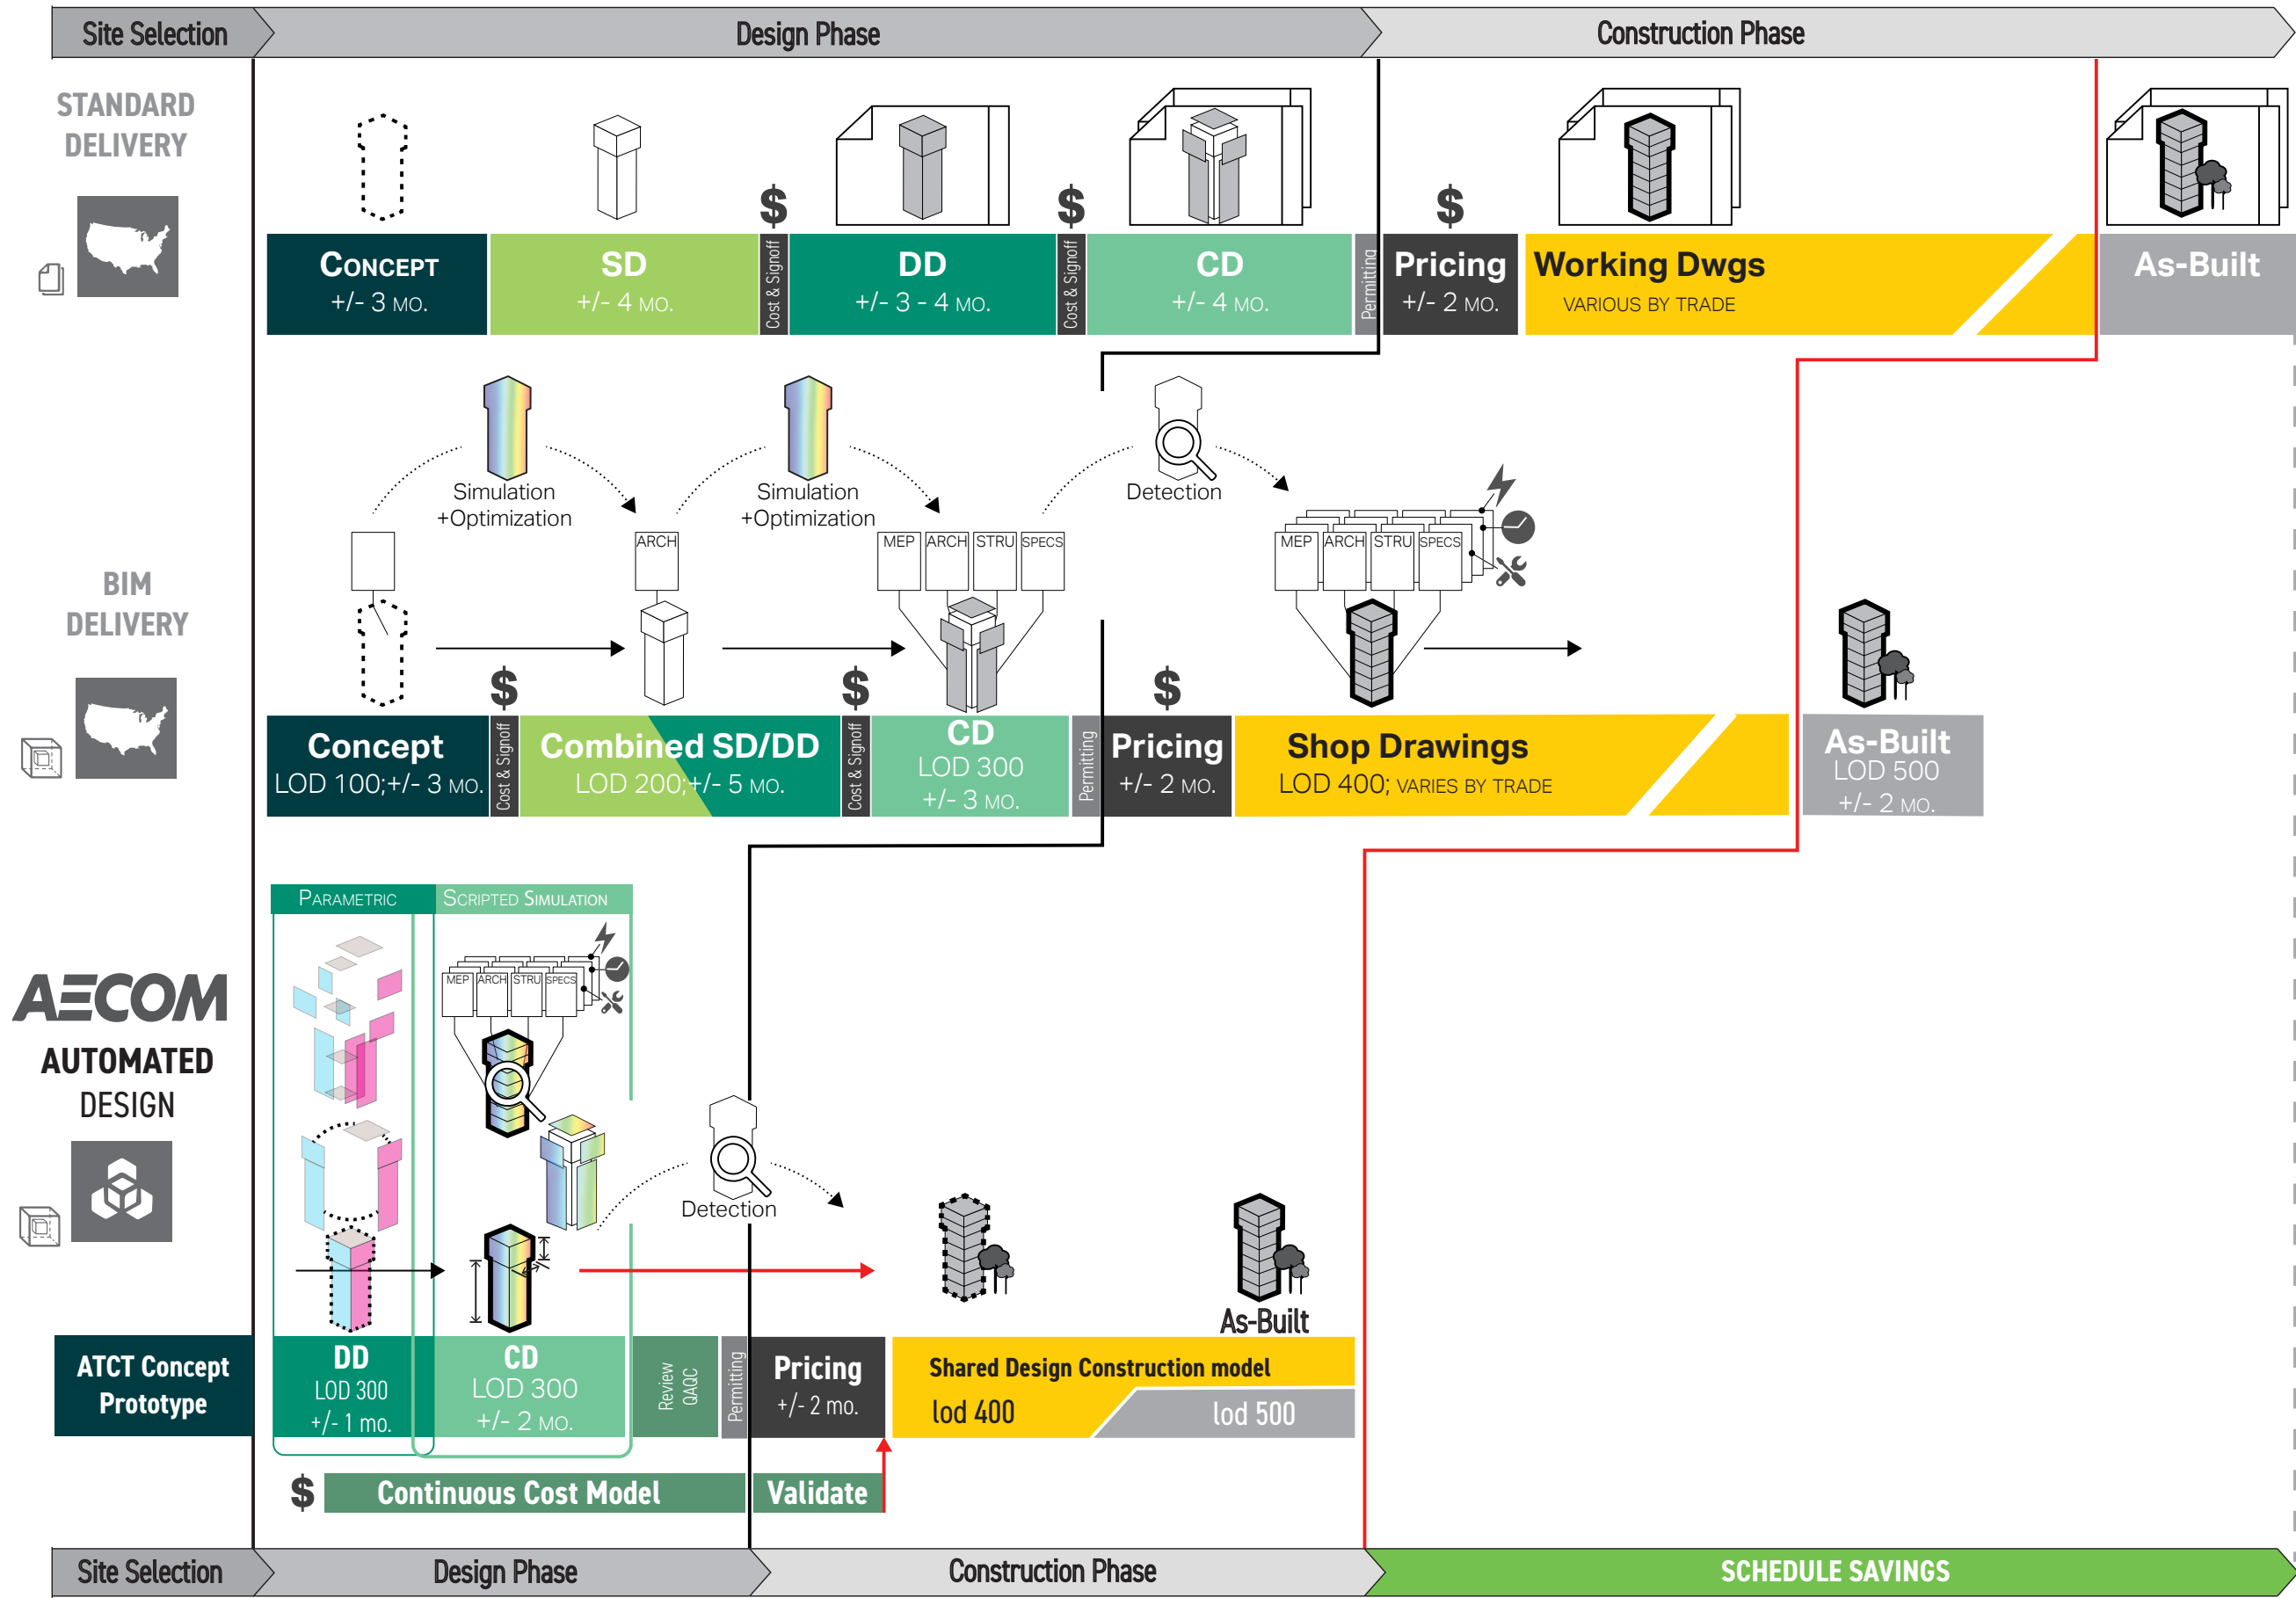 Site Selection
Design Phase
Construction Phase
STANDARD
DELIVERY
$
$
$
CONCEPT
+/- 3 MO.
SD
+/- 4 MO.
Cost & Signoff
DD
+/- 3 - 4 MO.
Cost & Signoff
CD
+/- 4 MO.
Permitting
Pricing
+/- 2 MO.
Working Dwgs
VARIOUS BY TRADE
As-Built
Simulation
+Optimization
Simulation
+Optimization
Detection
ARCH
MEP
ARCH
STRU
SPECS
MEP
ARCH
STRU
SPECS
BIM
DELIVERY
$
$
$
Concept
LOD 100;+/- 3 MO.
Cost & Signoff
Combined SD/DD
LOD 200;+/- 5 MO.
Cost & Signoff
CD
LOD 300
+/- 3 MO.
Permitting
Pricing
+/- 2 MO.
Shop Drawings
LOD 400; VARIES BY TRADE
As-Built
LOD 500
+/- 2 MO.
PARAMETRIC
SCRIPTED SIMULATION
MEP
ARCH
STRU
SPECS
AECOM
AUTOMATED
DESIGN
Detection
As-Built
ATCT Concept
Prototype
DD
LOD 300
+/- 1 mo.
CD
LOD 300
+/- 2 MO.
Review
QAQC
Permitting
Pricing
+/- 2 mo.
Shared Design Construction model
lod 400
lod 500
$
Continuous Cost Model
Validate
Site Selection
Design Phase
Construction Phase
SCHEDULE SAVINGS